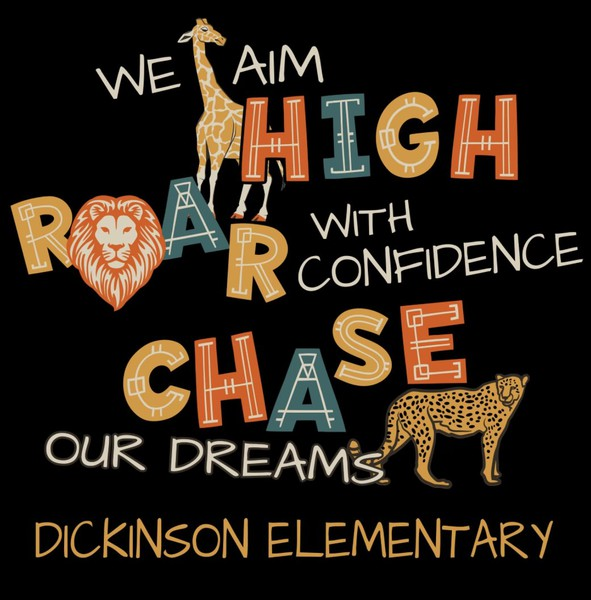 WE AIM
HIGH
ROAR
WITH
CONFIDENCE
CHASE
OUR DREAMS
DICKINSON ELEMENTARY